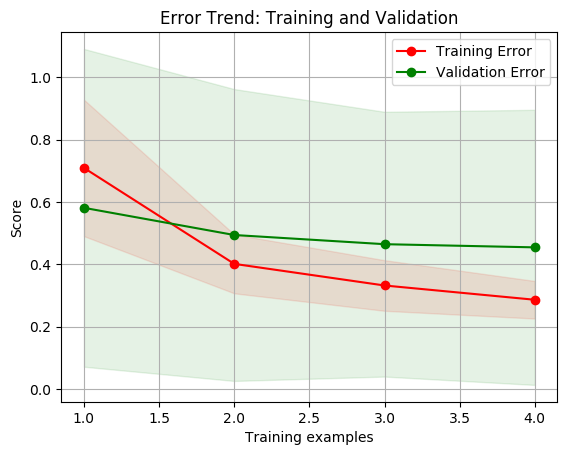 Error Trend: Training and Validation
Training Error
Validation Error
Score
1.0
0.8
0.6
0.4
0.2
0.0
1.0 1.5 2.0 2.5 3.0 3.5 4.0
Training examples